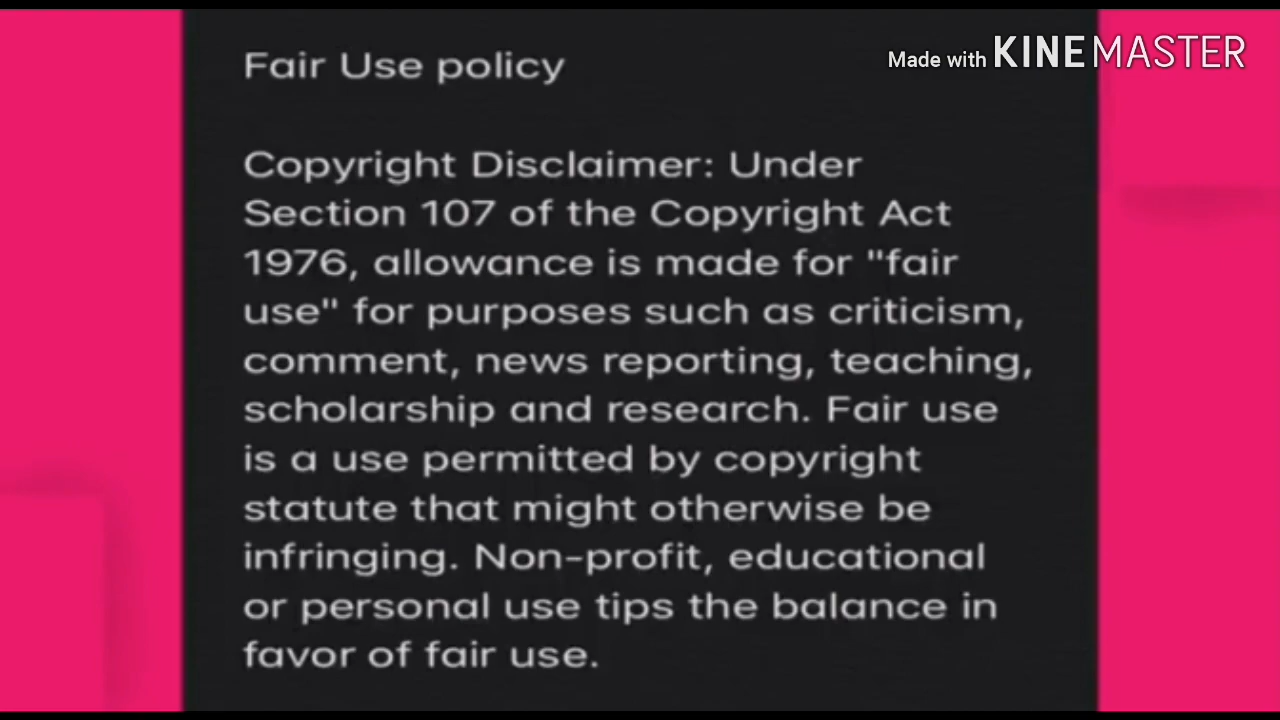 Fair Use policy
Made with KINEMASTER
Copyright Disclaimer: Under
Section 107 of the Copyright Act
1976, allowance is made for "fair
use" for purposes such as criticism,
comment, news reporting, teaching,
scholarship and research. Fair use
is a use permitted by copyright
statute that might otherwise be
infringing. Non-profit, educational
or personal use tips the balance in
favor of fair use.